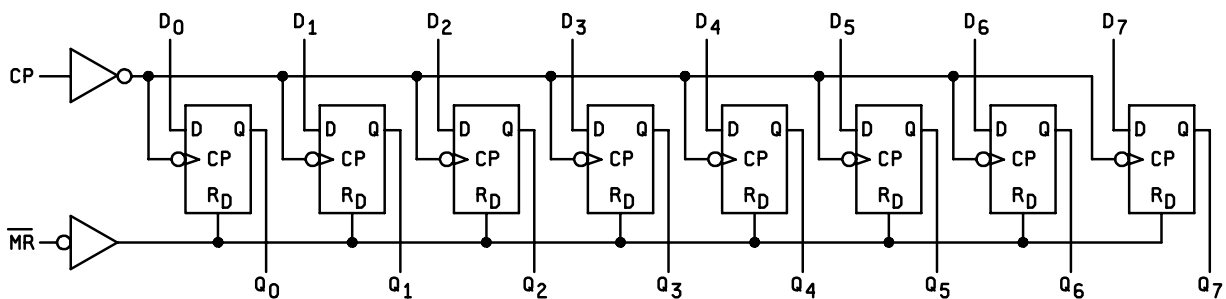 D0 D1 D2 D3 D4 D5 D6 D7
CP
D Q D Q D Q D Q D Q D Q D Q D Q
CP CP CP CP CP CP CP CP
RD RD RD RD RD RD RD RD
M̅R̅
Q0 Q1 Q2 Q3 Q4 Q5 Q6 Q7